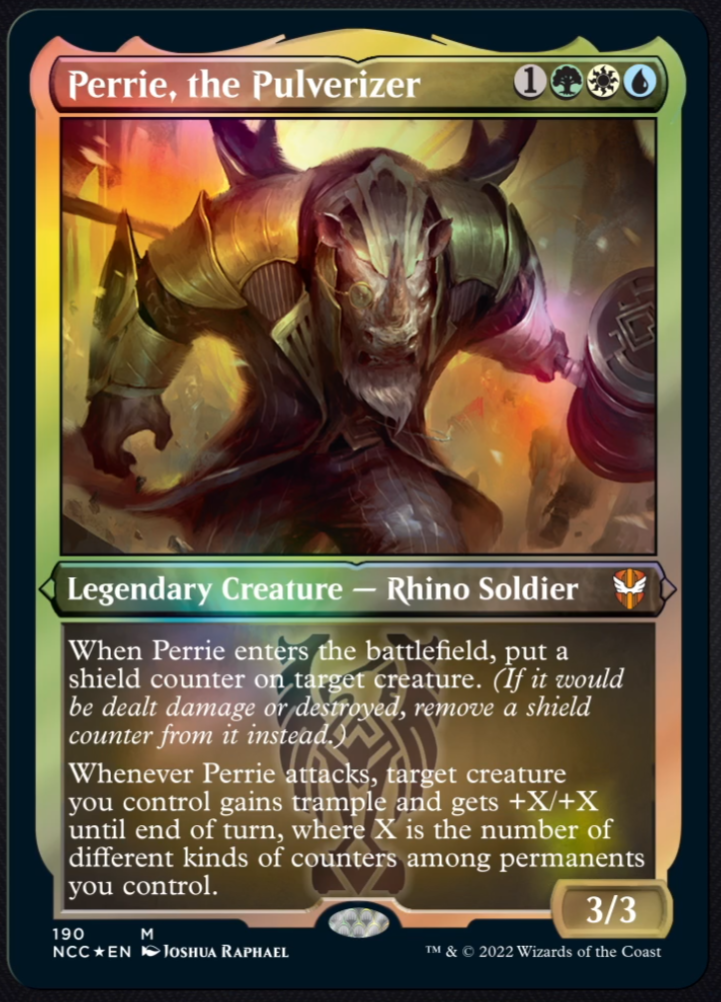 Perrie, the Pulverizer 1
Legendary Creature — Rhino Soldier
When Perrie enters the battlefield, put a
shield counter on target creature. (If it would
be dealt damage or destroyed, remove a shield
counter from it instead.)
Whenever Perrie attacks, target creature
you control gains trample and gets +X/+X
until end of turn, where X is the number of
different kinds of counters among permanents
you control.
3/3
190 M
NCC★EN Joshua Raphael
™ & © 2022 Wizards of the Coast